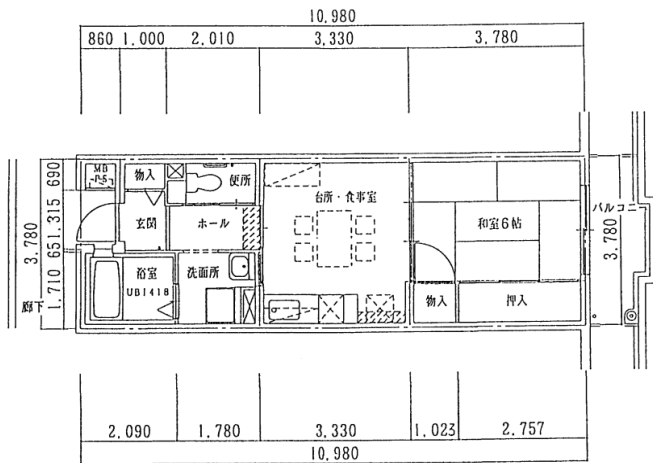 10.980
860 1.000 2.010 3.330 3.780
MB
物入
便所
台所・食事室
和室6帖
バルコニ
玄関
ホール
690
1.315
65
1.710
3.780
3.780
浴室
UB1418
洗面所
物入
押入
廊下
2.090 1.780 3.330 1.023 2.757
10.980